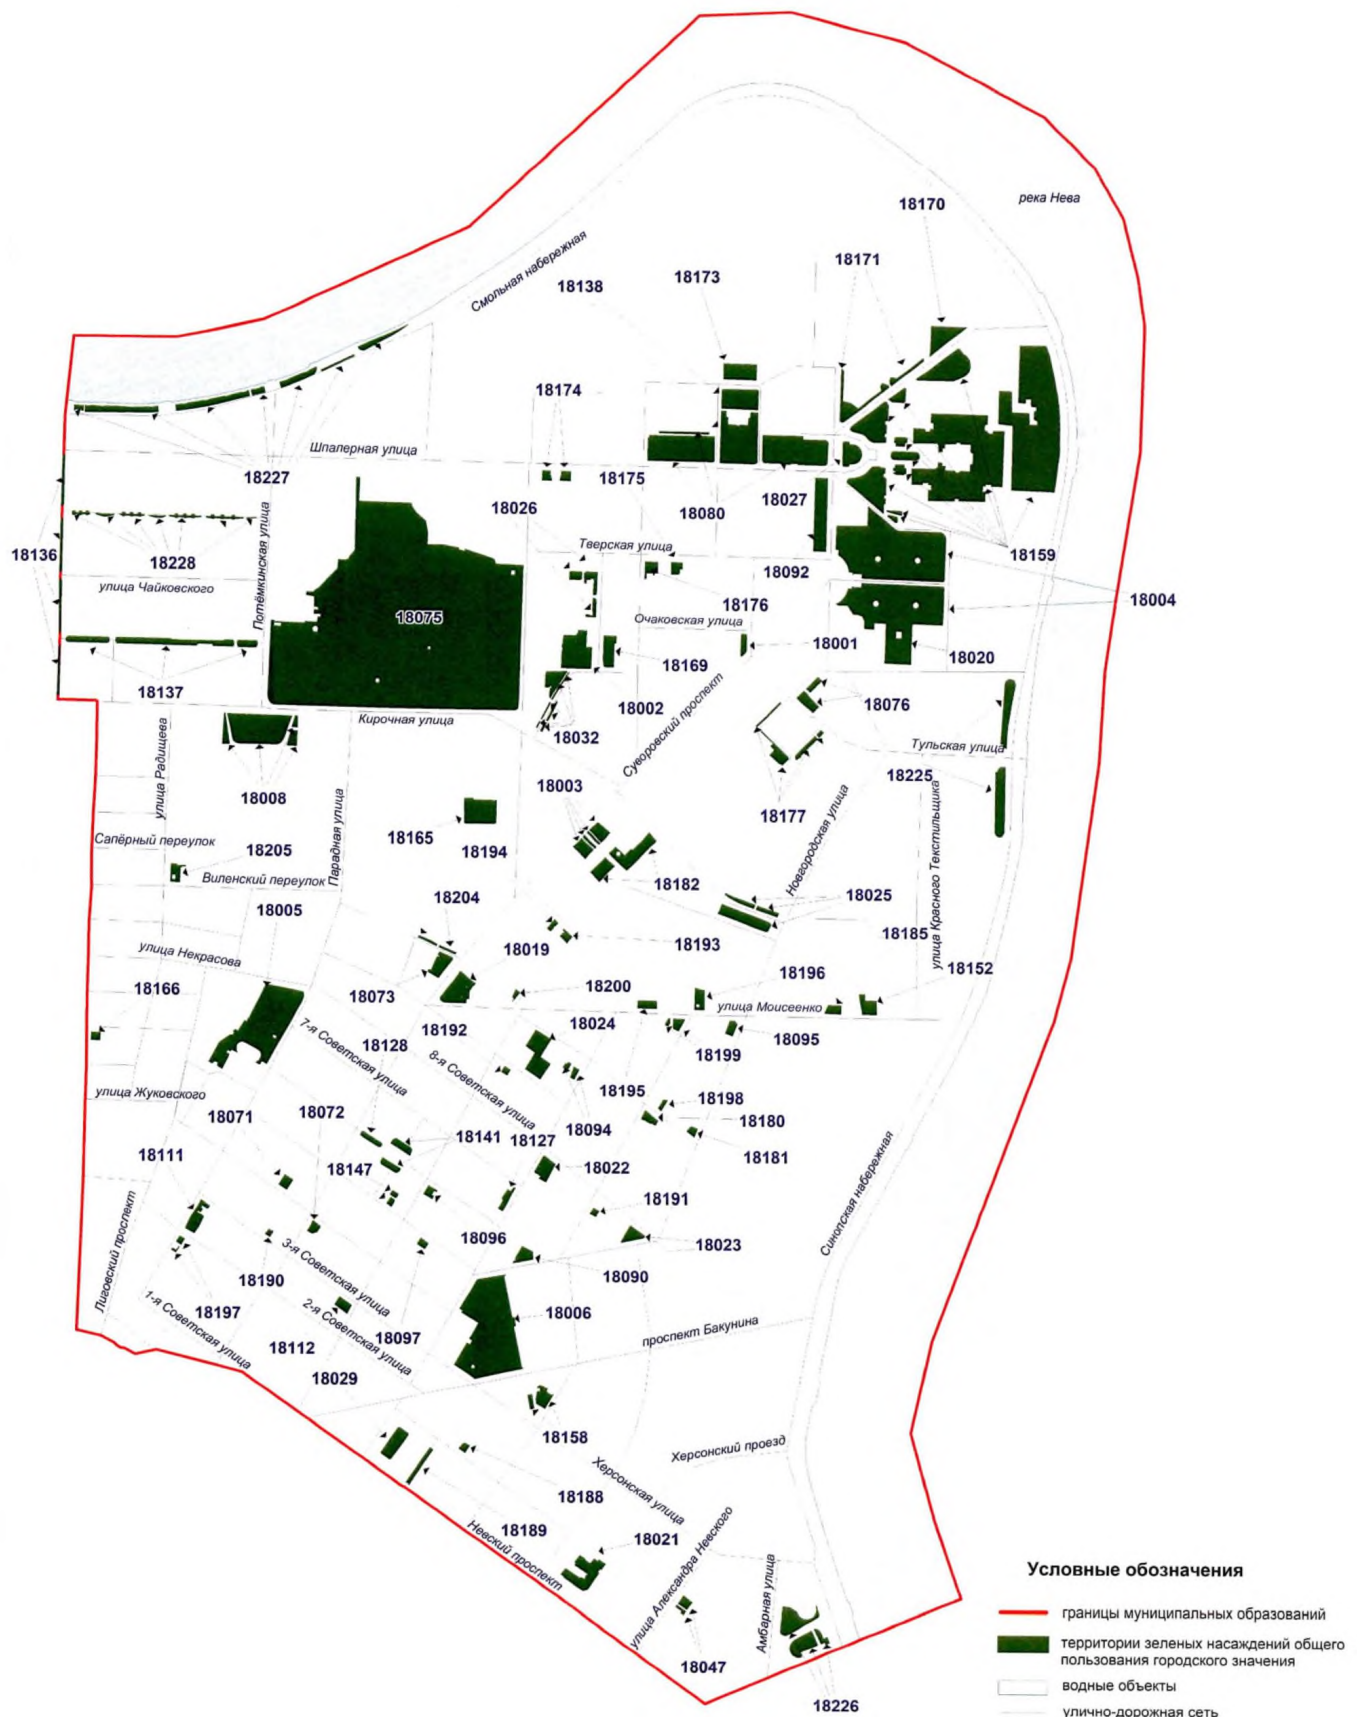 18170
река Нева
Смольная набережная
18138
18173
18171
18174
Шпалерная улица
18227
18026
18175
18080
18027
18136
18228
Потёмкинская улица
Тверская улица
18159
улица Чайковского
18092
18176
18004
18075
Очаковская улица
18001
18137
18169
18020
18002
Суворовский проспект
18076
Кирочная улица
18032
Тульская улица
улица Радищева
18008
18003
18225
18177
Парадная улица
Новгородская улица
улица Красного Текстильщика
Сапёрный переулок
18165
18194
18205
Виленский переулок
18182
18005
18204
18025
18185
улица Некрасова
18019
18193
18196
18152
18166
18073
18200
улица Моисеенко
18192
18024
18128
7-я Советская улица
8-я Советская улица
18199
18095
улица Жуковского
18195
18198
18071
18072
18180
18141
18127
18094
18181
18111
18147
18022
18191
Лиговский проспект
18096
18023
Синопская набережная
18190
3-я Советская улица
18090
18197
2-я Советская улица
18006
1-я Советская улица
18097
проспект Бакунина
18112
18029
18158
Херсонский проезд
18188
Херсонская улица
18189
18021
Невский проспект
улица Александра Невского
Амбарная улица
18047
18226
Условные обозначения
границы муниципальных образований
территории зеленых насаждений общего
пользования городского значения
водные объекты
улично-дорожная сеть